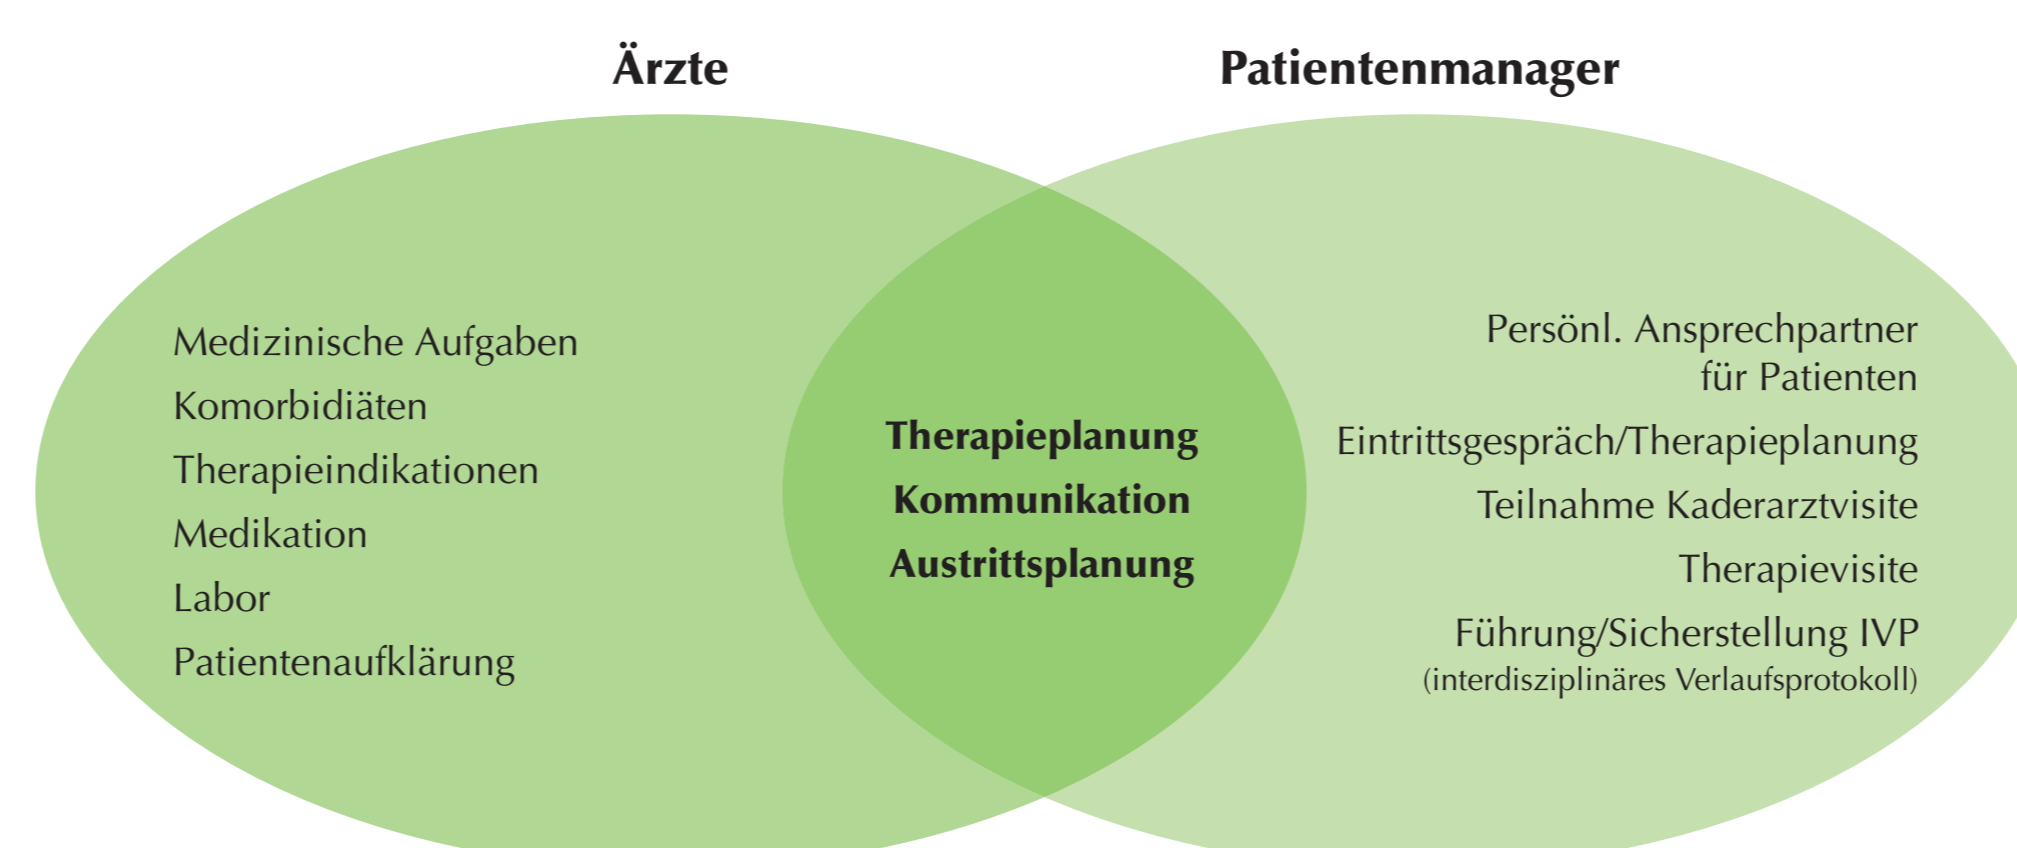 Ärzte
Patientenmanager
Medizinische Aufgaben
Komorbidiäten
Therapieindikationen
Medikation
Labor
Patientenaufklärung
Therapieplanung
Kommunikation
Austrittsplanung
Persönl. Ansprechpartner
für Patienten
Eintrittsgespräch/Therapieplanung
Teilnahme Kaderarztvisite
Therapievisite
Führung/Sicherstellung IVP
(interdisziplinäres Verlaufsprotokoll)